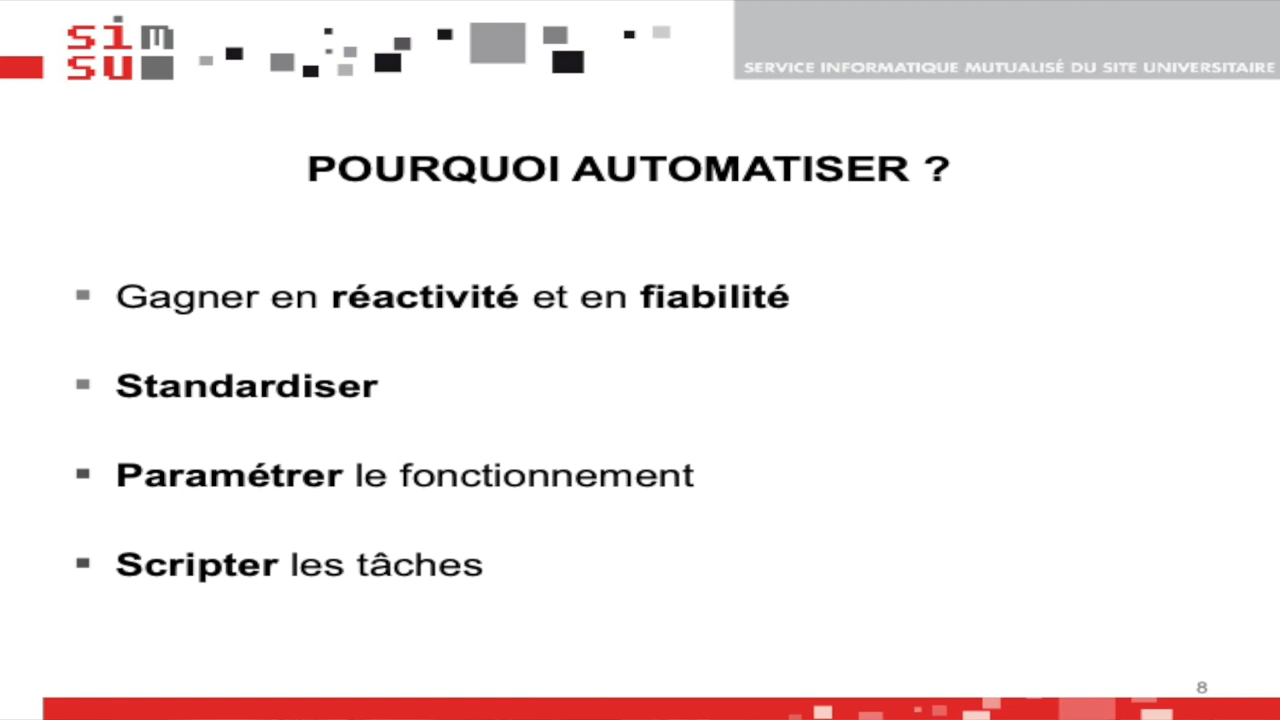 sim
SERVICE INFORMATIQUE MUTUALISÉ DU SITE UNIVERSITAIRE
su
POURQUOI AUTOMATISER ?
Gagner en réactivité et en fiabilité
Standardiser
Paramétrer le fonctionnement
Scripter les tâches
8